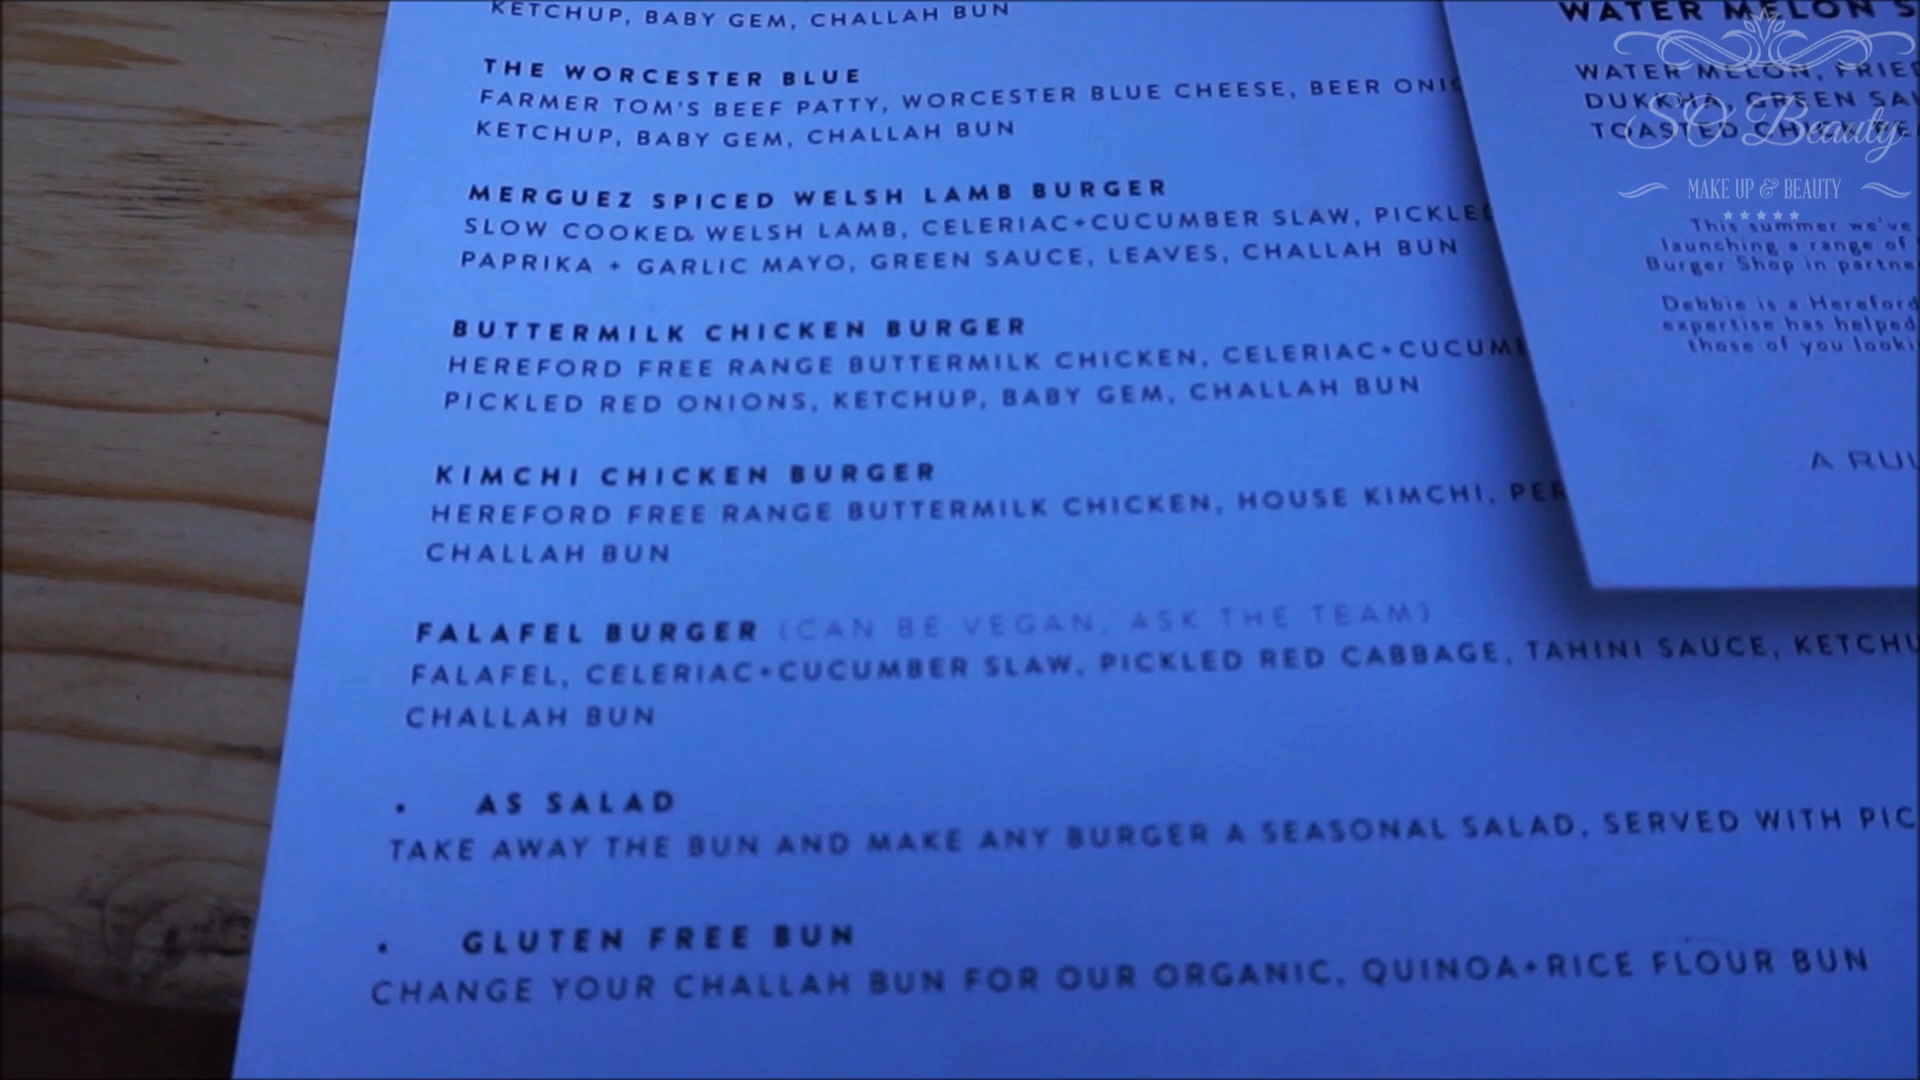 KETCHUP, BABY GEM, CHALLAH BUN
THE WORCESTER BLUE
FARMER TOM'S BEEF PATTY, WORCESTER BLUE CHEESE, BEER
KETCHUP, BABY GEM, CHALLAH BUN
MERGUEZ SPICED WELSH LAMB BURGER
SLOW COOKED WELSH LAMB, CELERIAC+CUCUMBER SLAW,
PAPRIKA + GARLIC MAYO, GREEN SAUCE, LEAVES, CHALLAH BUN
BUTTERMILK CHICKEN BURGER
HEREFORD FREE RANGE BUTTERMILK CHICKEN,
PICKLED RED ONIONS, KETCHUP, BABY GEM, CHALLAH BUN
KIMCHI CHICKEN BURGER
HEREFORD FREE RANGE BUTTERMILK CHICKEN, HOUSE KIMCHI,
CHALLAH BUN
FALAFEL BURGER (CAN BE VEGAN, ASK THE TEAM)
FALAFEL, CELERIAC+CUCUMBER SLAW, PICKLED RED CABBAGE, TAHINI SAUCE,
CHALLAH BUN
• AS SALAD
TAKE AWAY THE BUN AND MAKE ANY BURGER A SEASONAL SALAD, SERVED WITH
• GLUTEN FREE BUN
CHANGE YOUR CHALLAH BUN FOR OUR ORGANIC, QUINOA+RICE FLOUR BUN
WATER MELON
WATER MELON,
DUKKHA, GREEN
TOASTED
This summer we've
launching a range of
Burger Shop in
Debbie is a
expertise has helped
those of you
A
SO Beauty
MAKE UP & BEAUTY